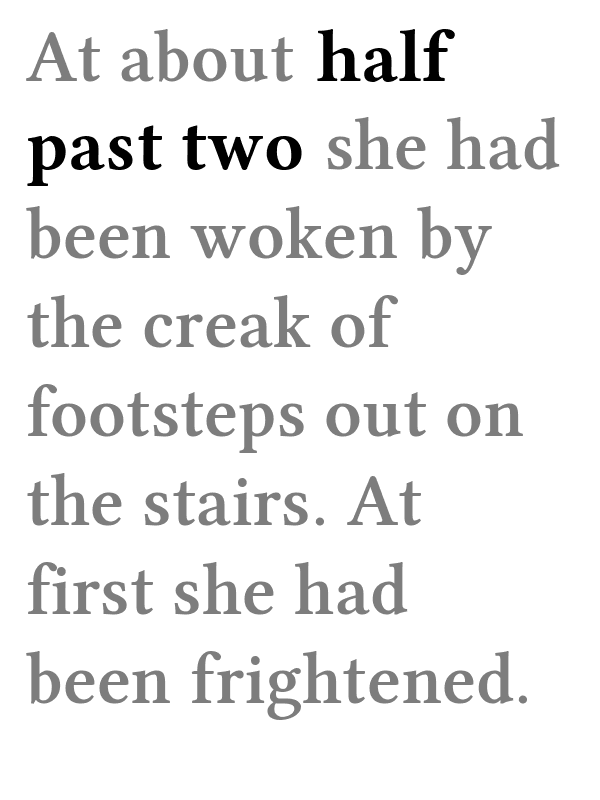 At about half
past two she had
been woken by
the creak of
footsteps out on
the stairs. At
first she had
been frightened.